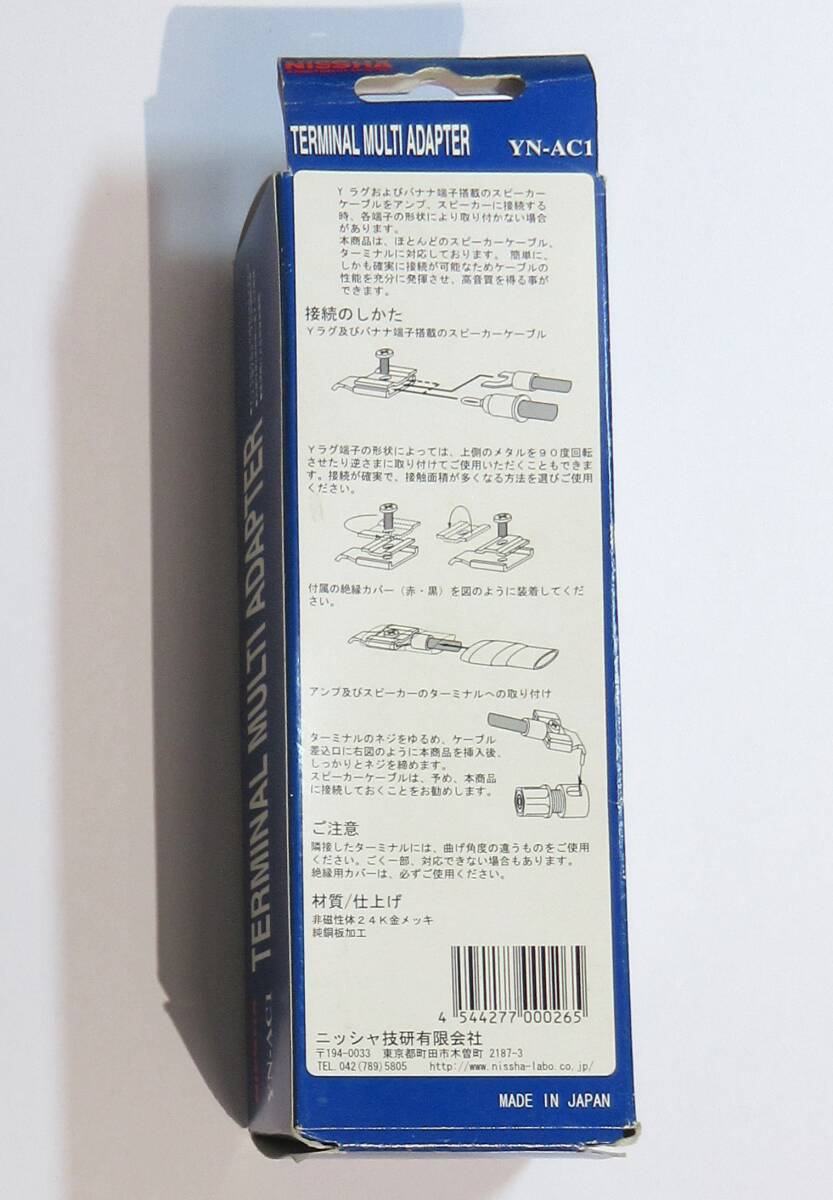 NISSHA
TERMINAL MULTI ADAPTER YN-AC1
Yラグおよびバナナ端子搭載のスピーカー
ケーブルをアンプ、スピーカーに接続する
時、各端子の形状により取り付かない場合
があります。
本商品は、ほとんどのスピーカーケーブル、
ターミナルに対応しております。簡単に、
しかも確実に接続が可能なためケーブルの
性能を充分に発揮させ、高音質を得る事が
できます。
接続のしかた
Yラグ及びバナナ端子搭載のスピーカーケーブル
Yラグ端子の形状によっては、上側のメタルを90度回転
させたり逆さまに取り付けてご使用いただくこともできま
す。接続が確実で、接触面積が多くなる方法を選びご使用
ください。
付属の絶縁カバー（赤・黒）を図のように装着してくだ
さい。
アンプ及びスピーカーのターミナルへの取り付け
ターミナルのネジをゆるめ、ケーブル
差込口に右図のように本商品を挿入後、
しっかりとネジを締めます。
スピーカーケーブルは、予め、本商品
に接続しておくことをお勧めします。
ご注意
隣接したターミナルには、曲げ角度の違うものをご使用
ください。ごく一部、対応できない場合もあります。
絶縁用カバーは、必ずご使用ください。
材質/仕上げ
非磁性体24K金メッキ
純銅板加工
4 544277 000265
ニッシャ技研有限会社
〒194-0033 東京都町田市木曽町 2187-3
TEL. 042(789)5805 http://www.nissha-labo.co.jp/
MADE IN JAPAN
YN-AC1 TERMINAL MULTI ADAPTER